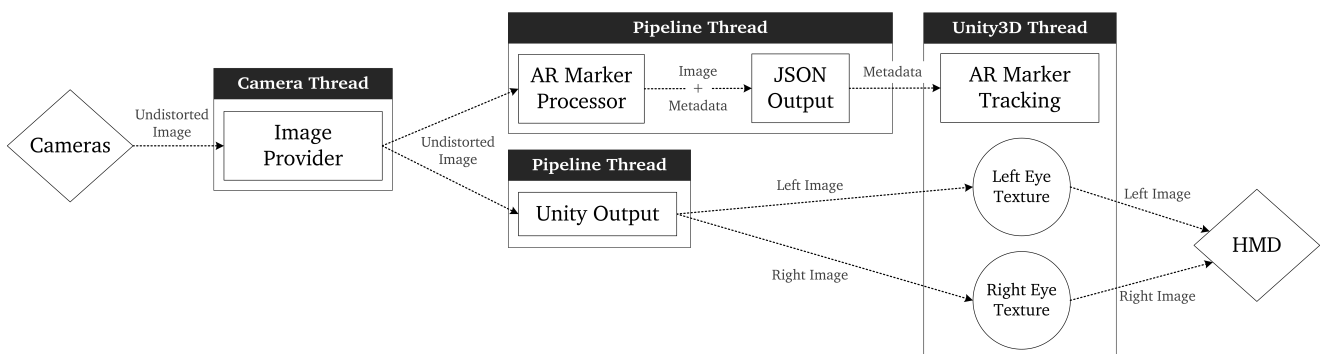 Cameras
Undistorted
Image
Camera Thread
Image
Provider
Undistorted
Image
Pipeline Thread
AR Marker
Processor
Image
+
Metadata
JSON
Output
Metadata
Pipeline Thread
Unity Output
Left Image
Right Image
Unity3D Thread
AR Marker
Tracking
Left Eye
Texture
Right Eye
Texture
Left Image
Right Image
HMD